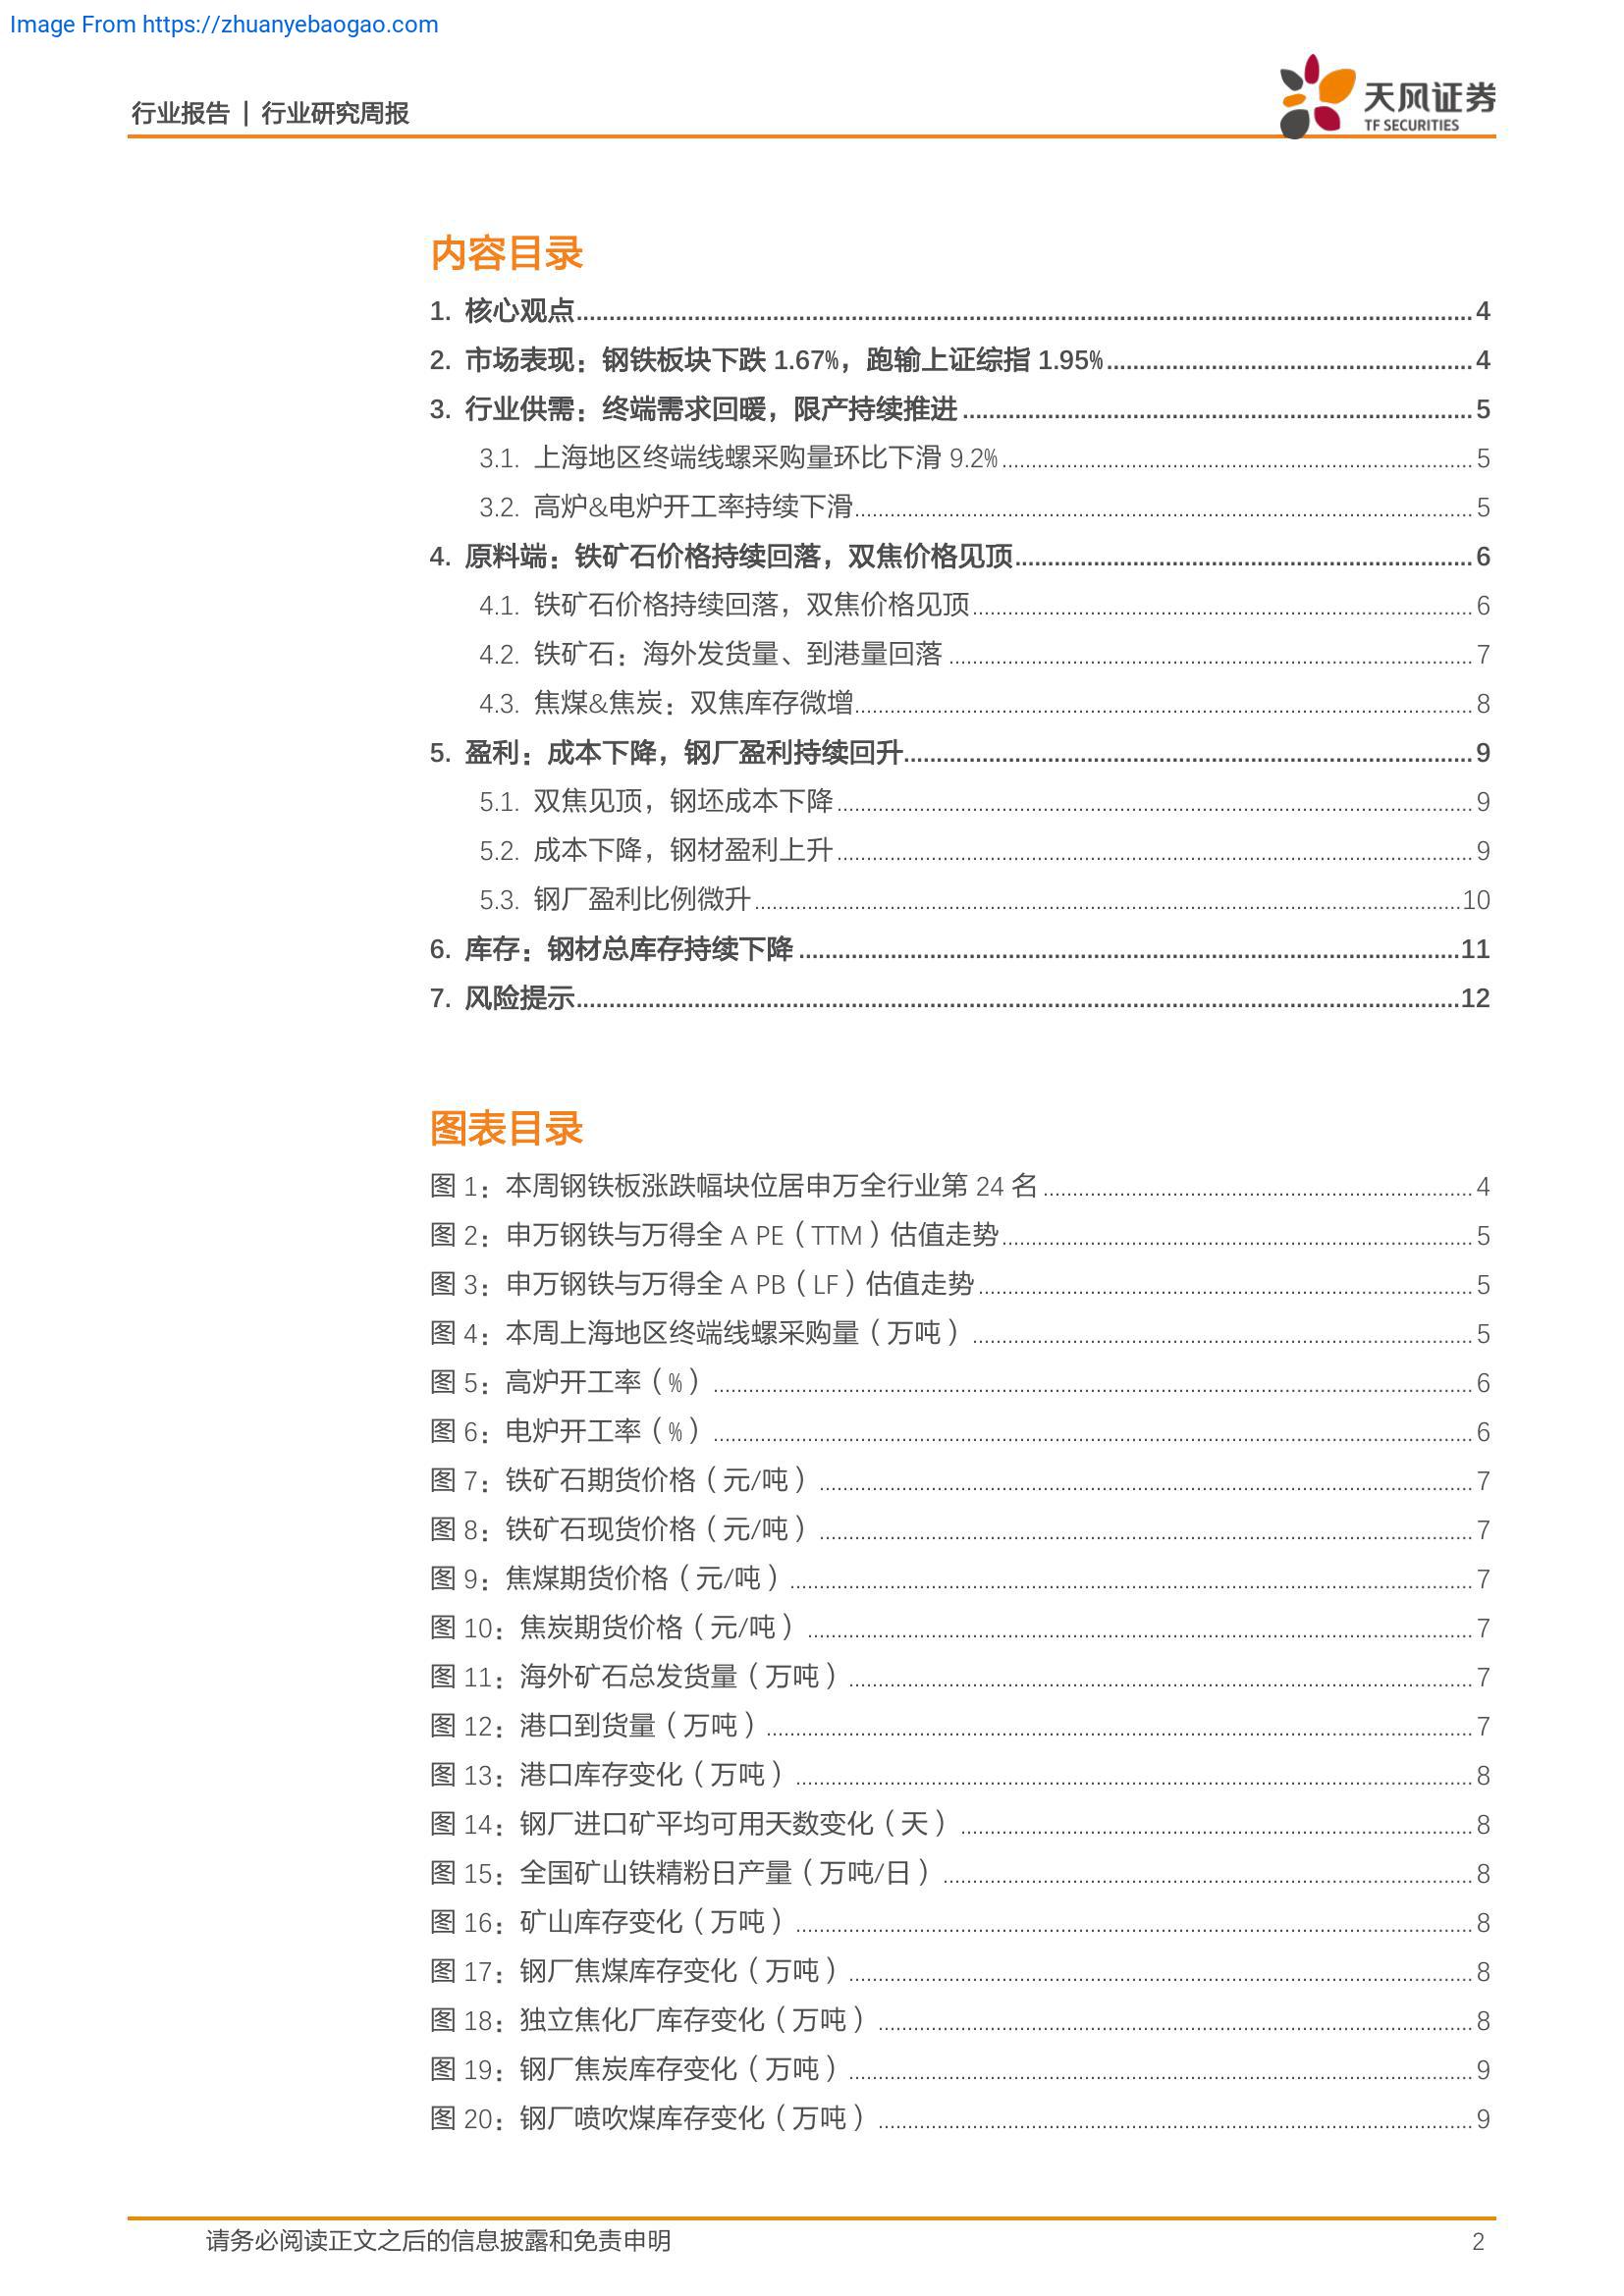 Image From https://zhuanyebaogao.com
行业报告 | 行业研究周报
天风证券
TF SECURITIES
内容目录
1. 核心观点 4
2. 市场表现：钢铁板块下跌 1.67%，跑输上证综指 1.95% 4
3. 行业供需：终端需求回暖，限产持续推进 5
3.1. 上海地区终端线螺采购量环比下滑 9.2% 5
3.2. 高炉&电炉开工率持续下滑 5
4. 原料端：铁矿石价格持续回落，双焦价格见顶 6
4.1. 铁矿石价格持续回落，双焦价格见顶 6
4.2. 铁矿石：海外发货量、到港量回落 7
4.3. 焦煤&焦炭：双焦库存微增 8
5. 盈利：成本下降，钢厂盈利持续回升 9
5.1. 双焦见顶，钢坯成本下降 9
5.2. 成本下降，钢材盈利上升 9
5.3. 钢厂盈利比例微升 10
6. 库存：钢材总库存持续下降 11
7. 风险提示 12
图表目录
图 1：本周钢铁板涨跌幅块位居申万全行业第 24 名 4
图 2：申万钢铁与万得全 A PE（TTM）估值走势 5
图 3：申万钢铁与万得全 A PB（LF）估值走势 5
图 4：本周上海地区终端线螺采购量（万吨） 5
图 5：高炉开工率（%） 6
图 6：电炉开工率（%） 6
图 7：铁矿石期货价格（元/吨） 7
图 8：铁矿石现货价格（元/吨） 7
图 9：焦煤期货价格（元/吨） 7
图 10：焦炭期货价格（元/吨） 7
图 11：海外矿石总发货量（万吨） 7
图 12：港口到货量（万吨） 7
图 13：港口库存变化（万吨） 8
图 14：钢厂进口矿平均可用天数变化（天） 8
图 15：全国矿山铁精粉日产量（万吨/日） 8
图 16：矿山库存变化（万吨） 8
图 17：钢厂焦煤库存变化（万吨） 8
图 18：独立焦化厂库存变化（万吨） 8
图 19：钢厂焦炭库存变化（万吨） 9
图 20：钢厂喷吹煤库存变化（万吨） 9
请务必阅读正文之后的信息披露和免责申明 2